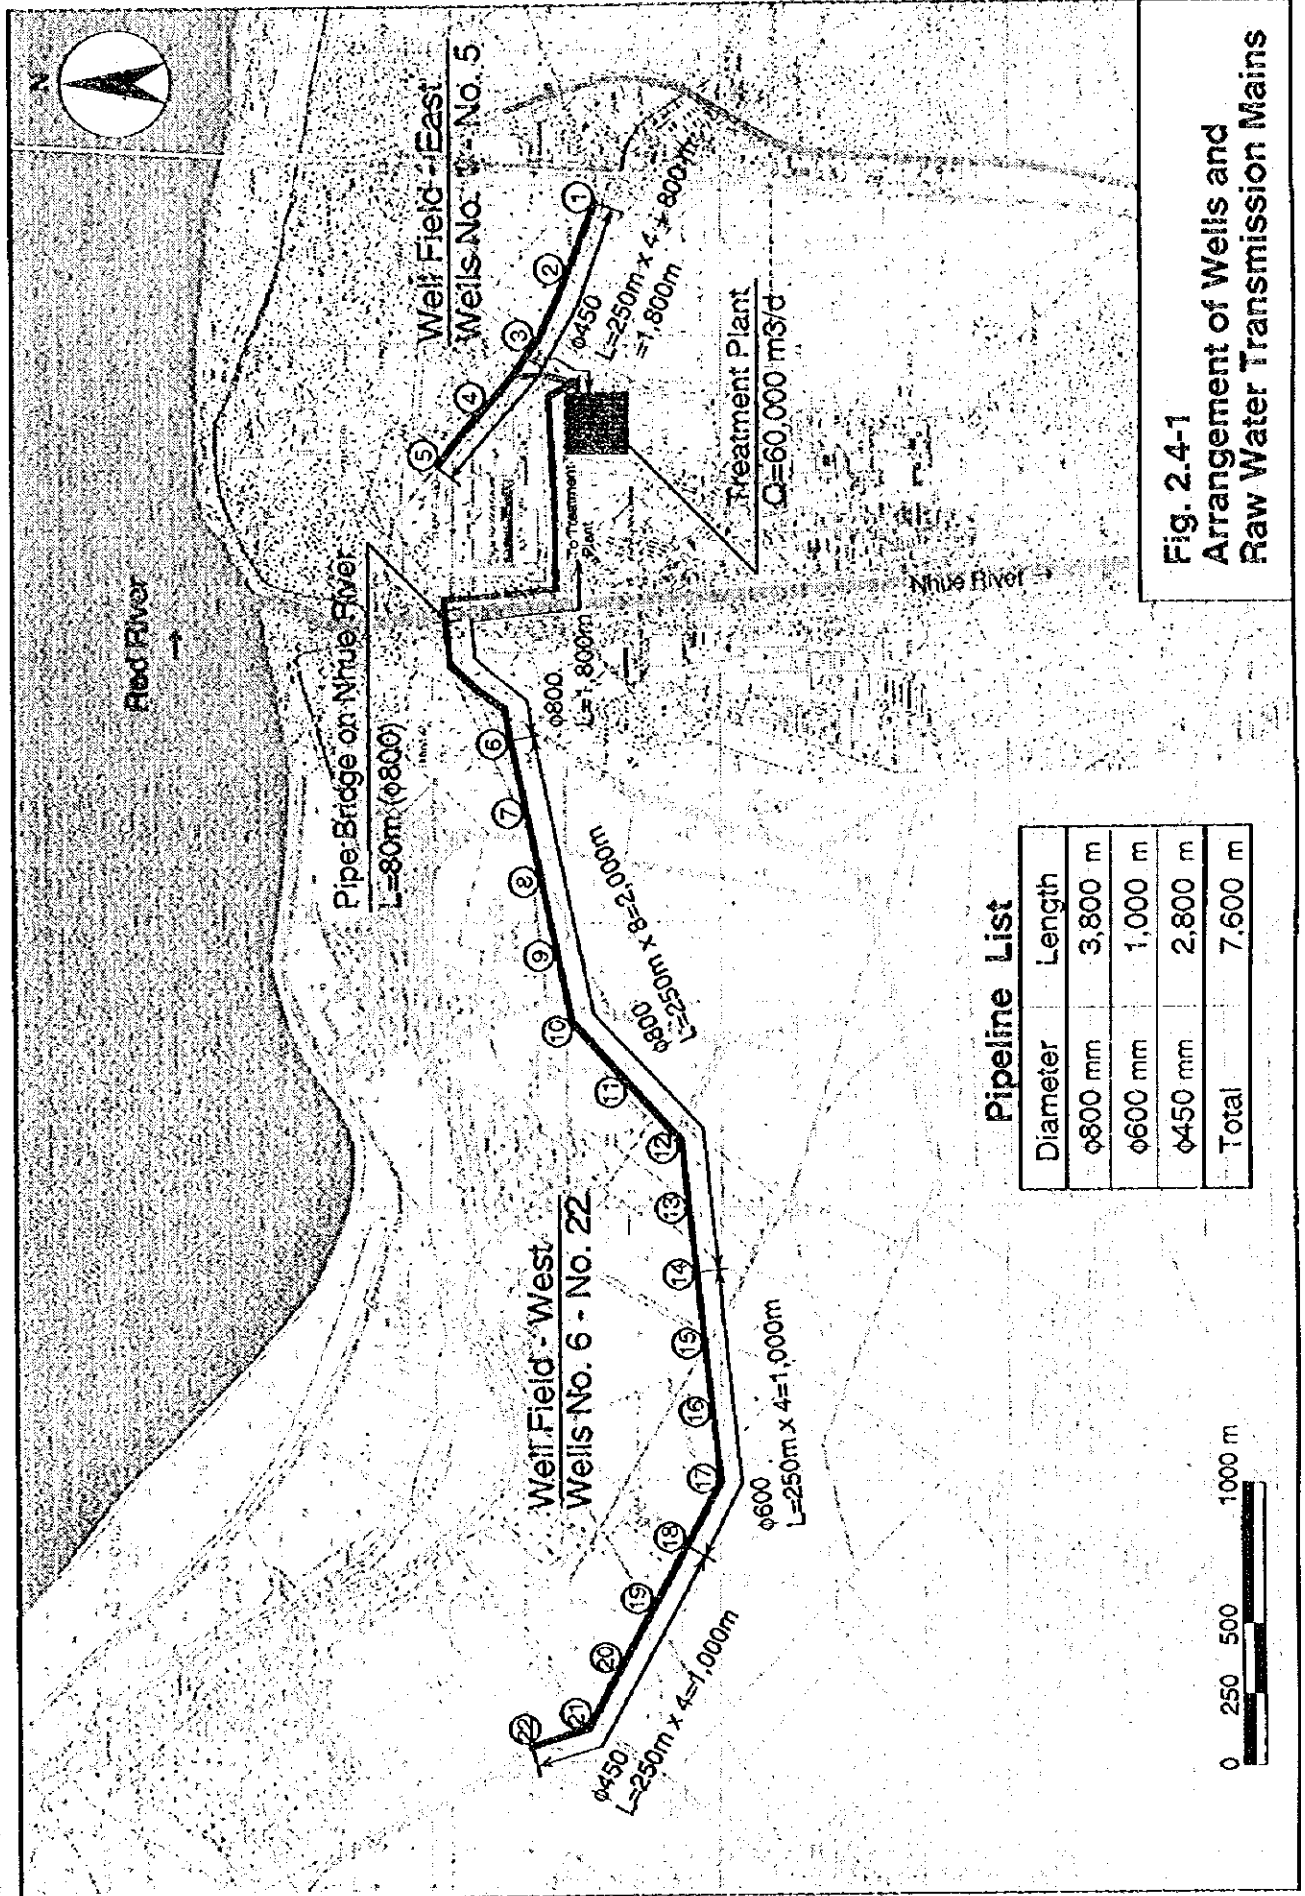 N
Red River
→
Well Field - East
Wells No. 1 - No. 5
Pipe Bridge on Nhue River
L=80m (φ800)
5
4
3
2
1
φ450
L=250m x 4 + 800m
=1,800m
To Treatment
Plant
Treatment Plant
Q=60,000 m3/d
Nhue River →
φ800
L=1,800m
6
7
8
9
10
11
12
13
14
15
16
17
18
19
20
21
22
φ800
L=250m x 8=2,000m
Well Field - West
Wells No. 6 - No. 22
φ600
L=250m x 4=1,000m
φ450
L=250m x 4=1,000m
Pipeline List
Diameter Length
φ800 mm 3,800 m
φ600 mm 1,000 m
φ450 mm 2,800 m
Total 7,600 m
0 250 500 1000 m
Fig. 2.4-1
Arrangement of Wells and
Raw Water Transmission Mains